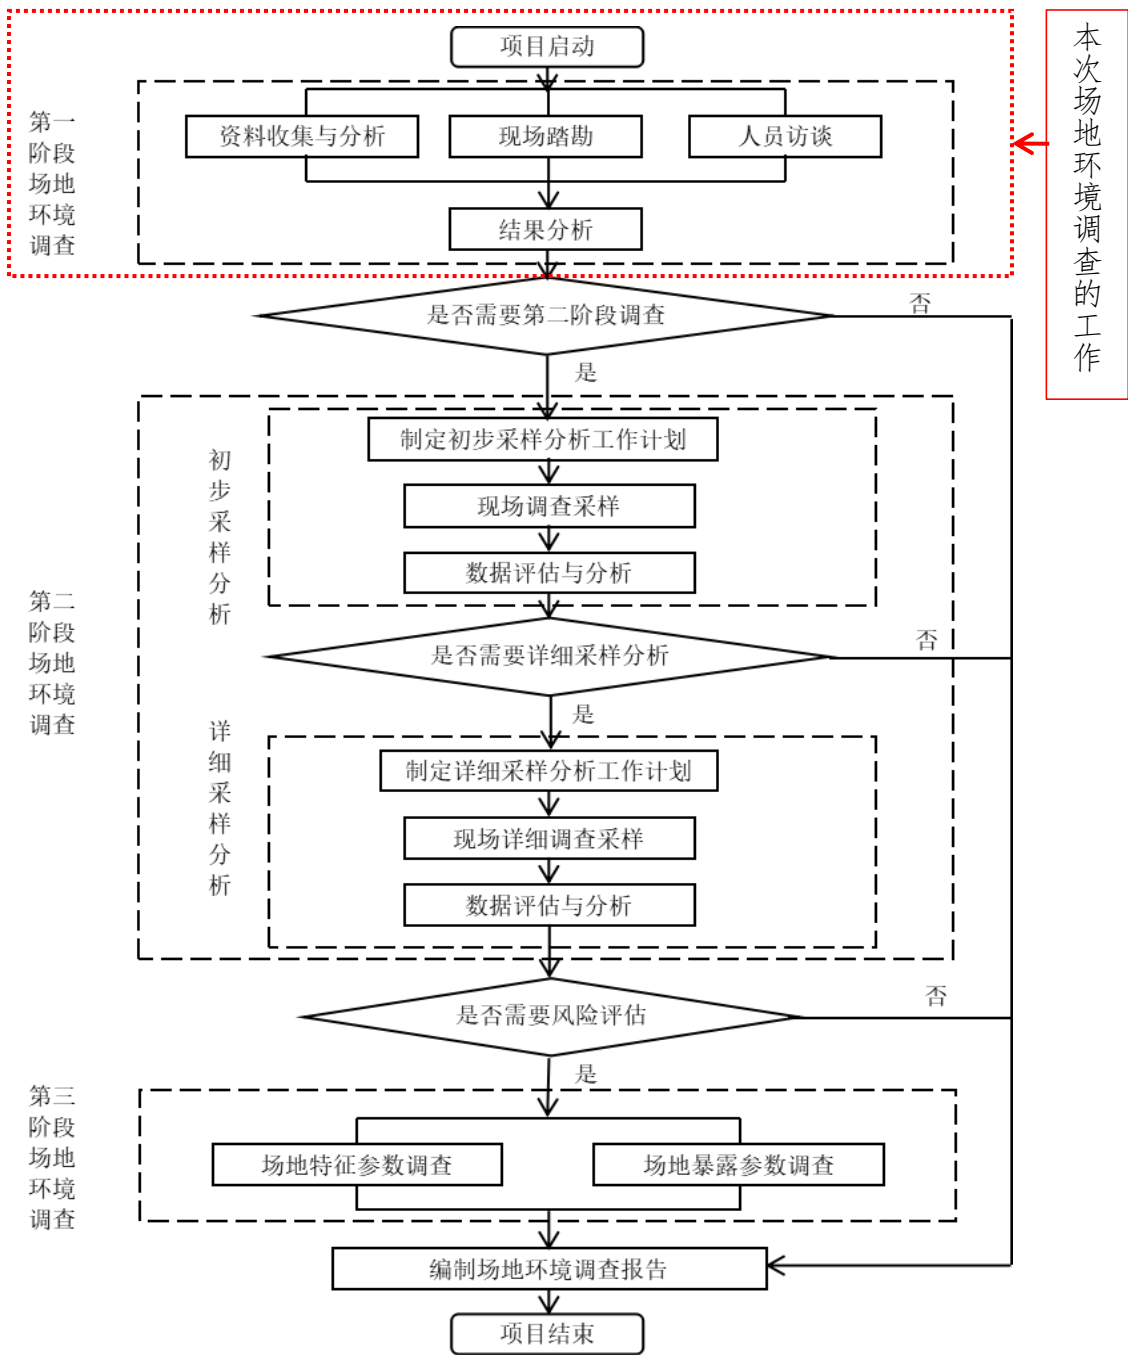 项目启动
本次场地环境调查的工作
第一
阶段
场地
环境
调查
资料收集与分析
现场踏勘
人员访谈
结果分析
是否需要第二阶段调查
否
是
第二
阶段
场地
环境
调查
初步采样分析
制定初步采样分析工作计划
现场调查采样
数据评估与分析
是否需要详细采样分析
否
是
详细采样分析
制定详细采样分析工作计划
现场详细调查采样
数据评估与分析
是否需要风险评估
否
是
第三
阶段
场地
环境
调查
场地特征参数调查
场地暴露参数调查
编制场地环境调查报告
项目结束